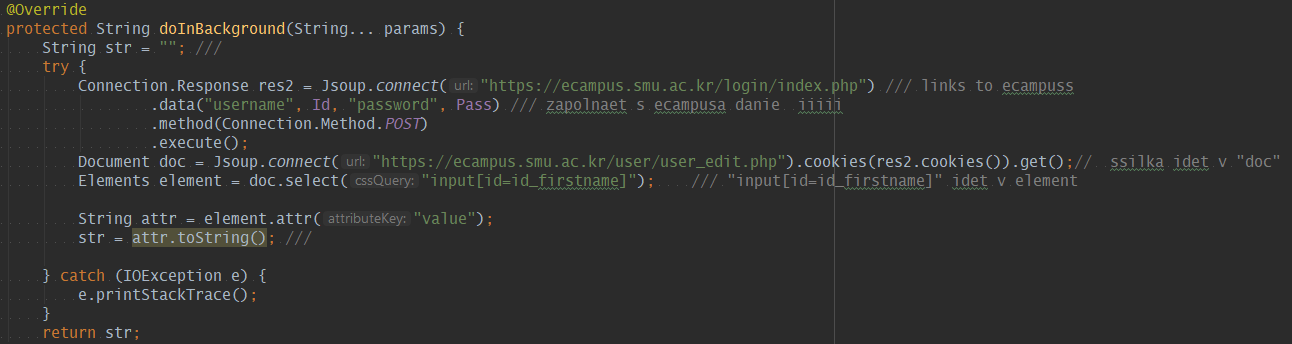 @Override
protected String doInBackground(String... params) {
String str = ""; ///
try {
Connection.Response res2 = Jsoup.connect( url: "https://ecampus.smu.ac.kr/login/index.php") /// links to ecampuss
.data("username", Id, "password", Pass) /// zapolnaet s ecampusa danie iiiii
.method(Connection.Method.POST)
.execute();
Document doc = Jsoup.connect( url: "https://ecampus.smu.ac.kr/user/user_edit.php").cookies(res2.cookies()).get();// ssilka idet v "doc"
Elements element = doc.select( cssQuery: "input[id=id_firstname]"); /// "input[id=id_firstname]" idet v element
String attr = element.attr( attributeKey: "value");
str = attr.toString(); ///
} catch (IOException e) {
e.printStackTrace();
}
return str;